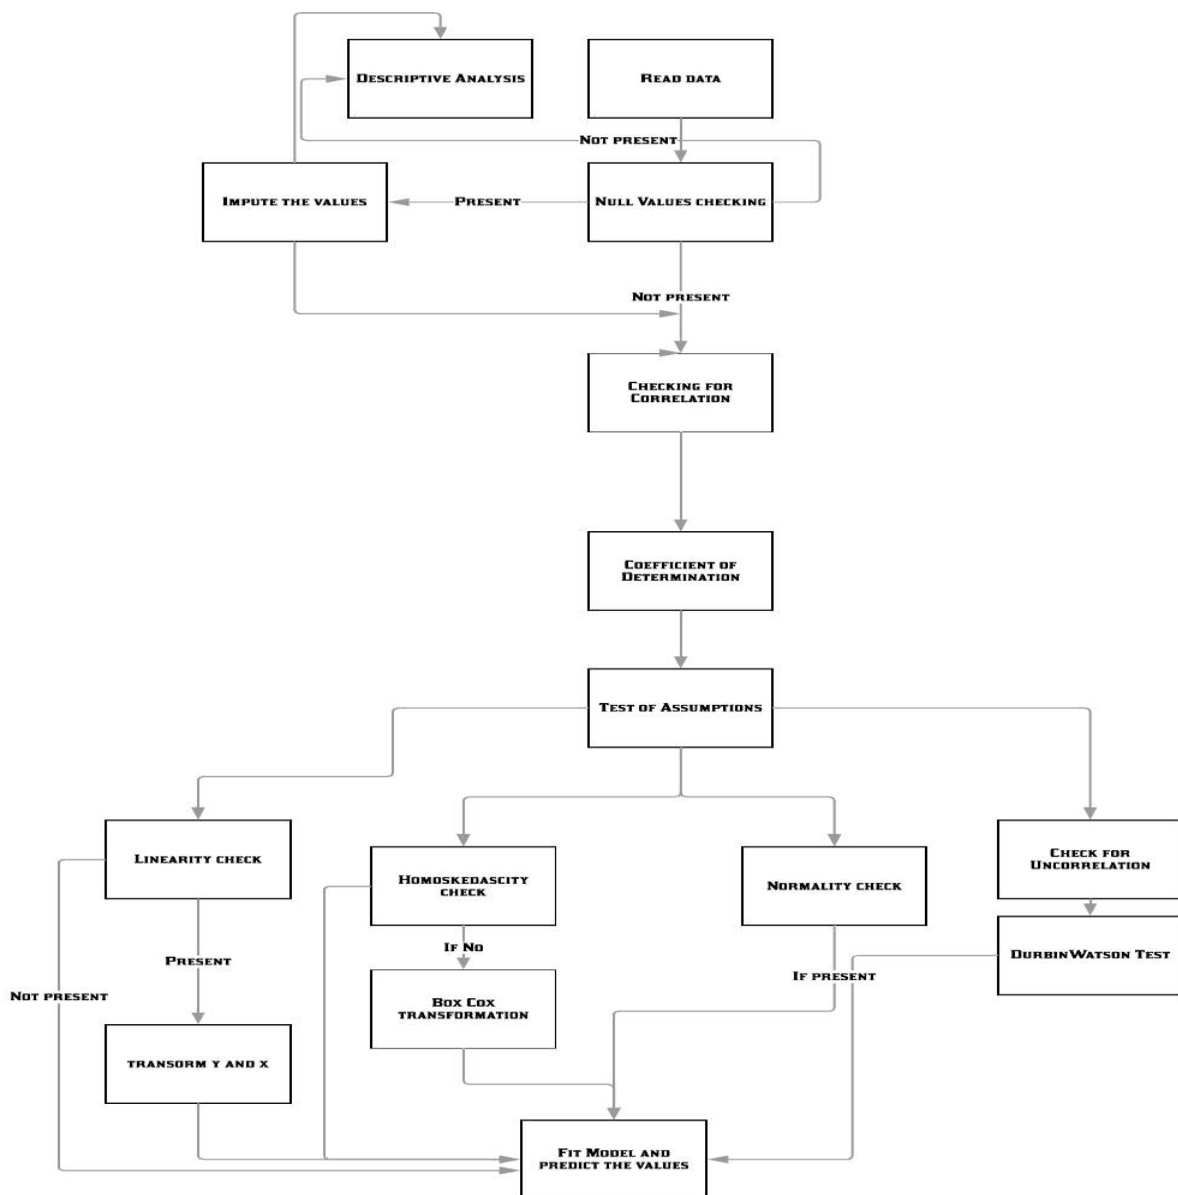 Descriptive Analysis
Read data
Not present
Impute the values
Present
Null Values checking
Not present
Checking for
Correlation
Coefficient of
Determination
Test of Assumptions
Linearity check
Homoskedascity
check
Normality check
Check for
Uncorrelation
If No
Present
DurbinWatson Test
If present
Not present
Box Cox
transformation
transorm y and x
Fit Model and
predict the values